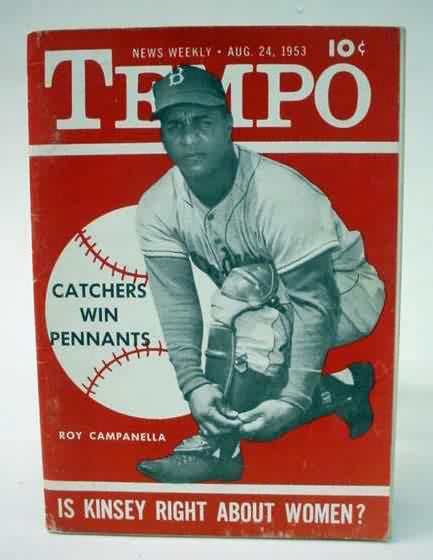 NEWS WEEKLY • AUG. 24, 1953
10¢
TEMPO
B
CATCHERS
WIN
PENNANTS
ROY CAMPANELLA
IS KINSEY RIGHT ABOUT WOMEN?